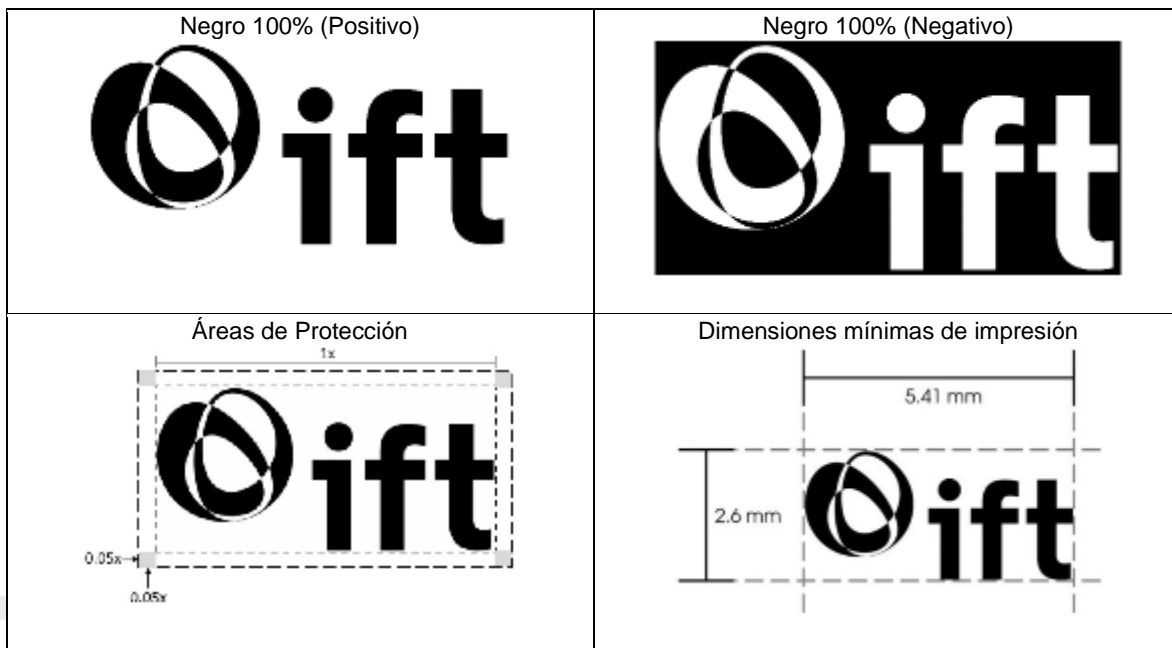 Negro 100% (Positivo)
ift
Negro 100% (Negativo)
ift
Áreas de Protección
1x
ift
0.05x
0.05x
Dimensiones mínimas de impresión
5.41 mm
2.6 mm
ift